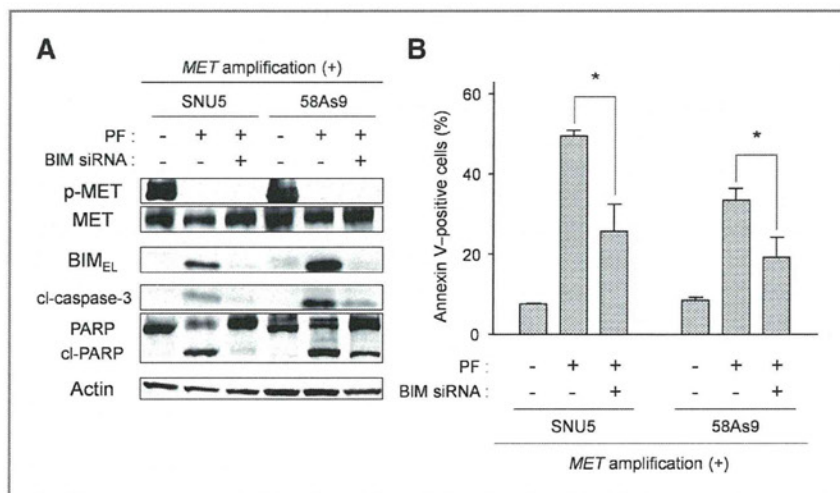 A
MET amplification (+)
SNU5 58As9
PF : - + + - + +
BIM siRNA : - - + - - +
p-MET
MET
BIMEL
cl-caspase-3
PARP
cl-PARP
Actin
B
Annexin V–positive cells (%)
60
40
20
0
* *
PF : - + + - + +
BIM siRNA : - - + - - +
SNU5 58As9
MET amplification (+)